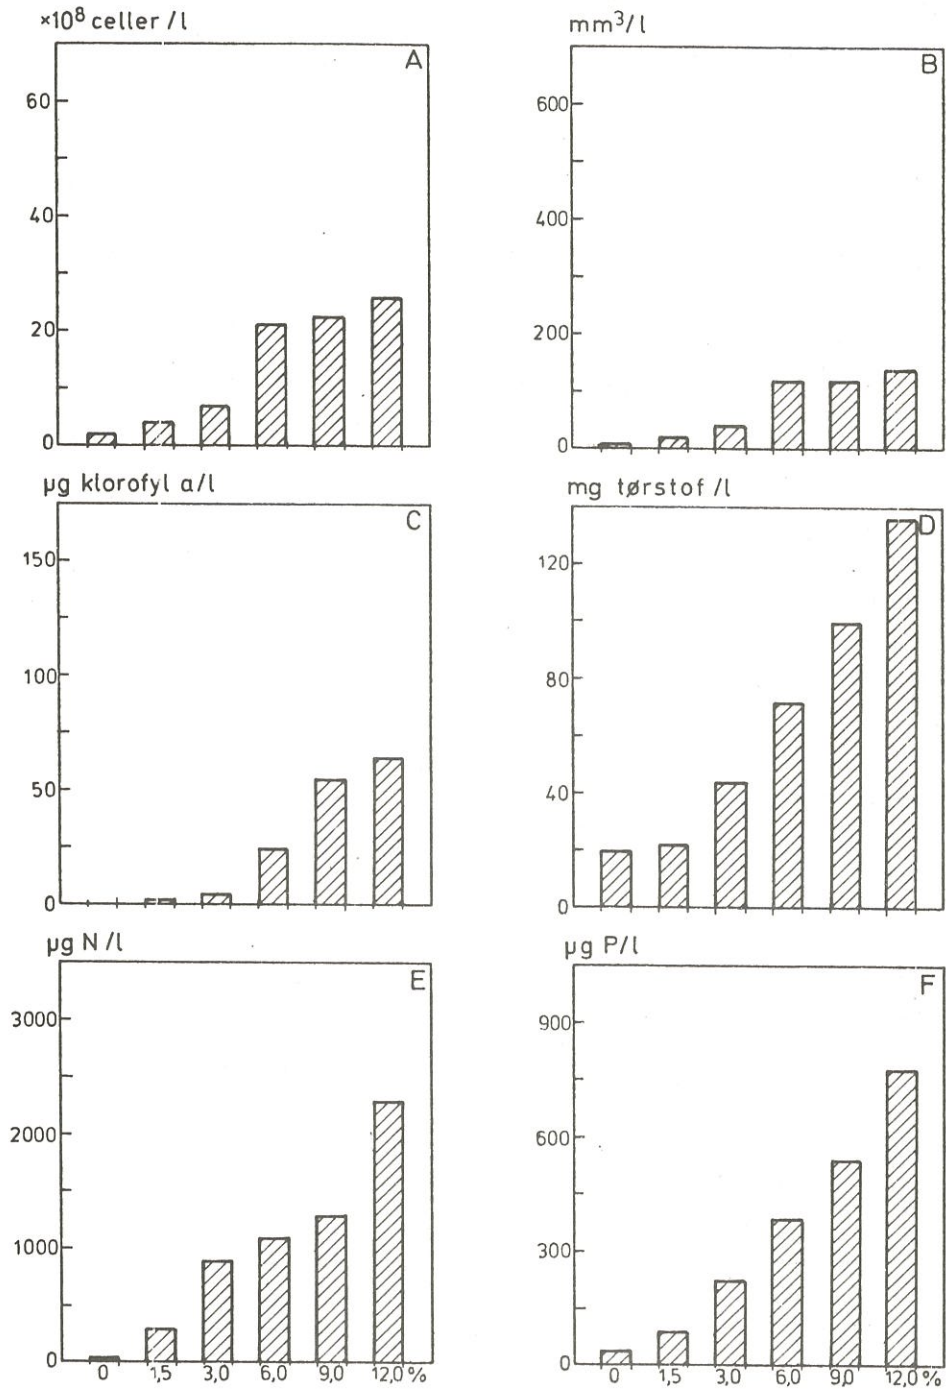 ×10⁸ celler/l
A
60
40
20
0
mm³/l
B
600
400
200
0
µg klorofyl a/l
C
150
100
50
0
mg tørstof/l
D
120
80
40
0
µg N/l
E
3000
2000
1000
0
0 1,5 3,0 6,0 9,0 12,0 %
µg P/l
F
900
600
300
0
0 1,5 3,0 6,0 9,0 12,0 %